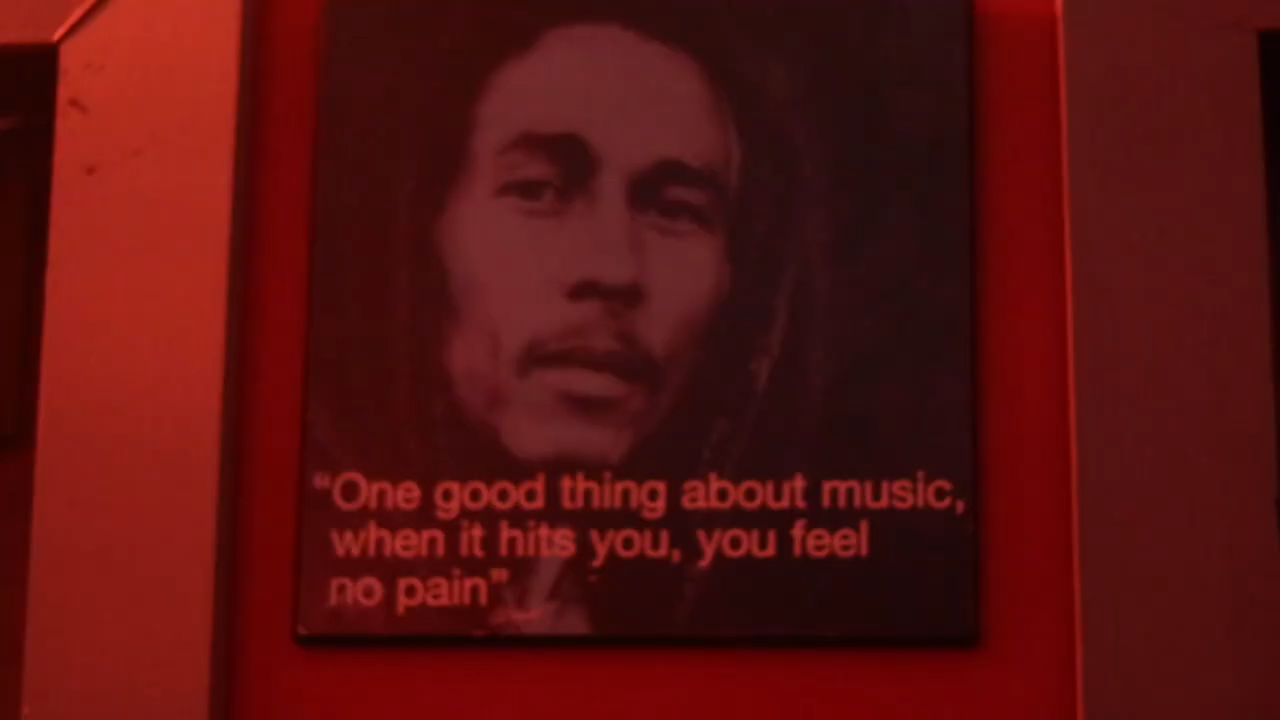 “One good thing about music,
when it hits you, you feel
no pain”